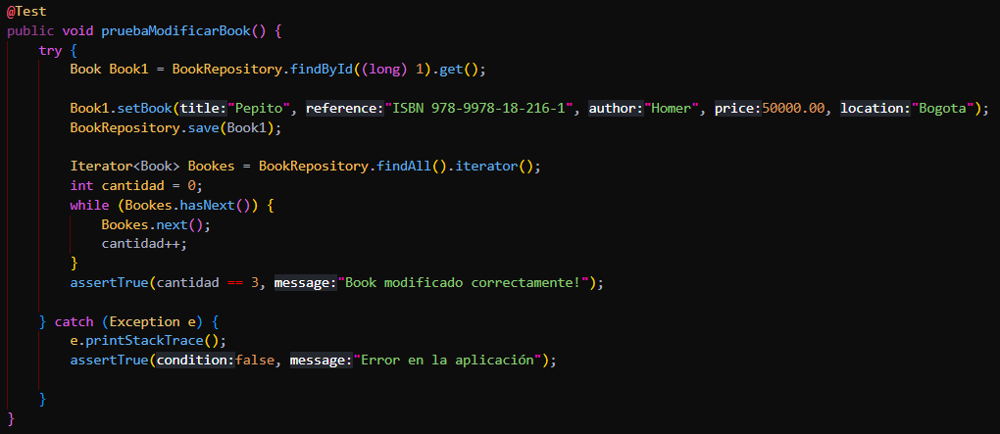 @Test
public void pruebaModificarBook() {
try {
Book Book1 = BookRepository.findById((long) 1).get();
Book1.setBook(title:"Pepito", reference:"ISBN 978-9978-18-216-1", author:"Homer", price:50000.00, location:"Bogota");
BookRepository.save(Book1);
Iterator<Book> Bookes = BookRepository.findAll().iterator();
int cantidad = 0;
while (Bookes.hasNext()) {
Bookes.next();
cantidad++;
}
assertTrue(cantidad == 3, message:"Book modificado correctamente!");
} catch (Exception e) {
e.printStackTrace();
assertTrue(condition:false, message:"Error en la aplicación");
}
}